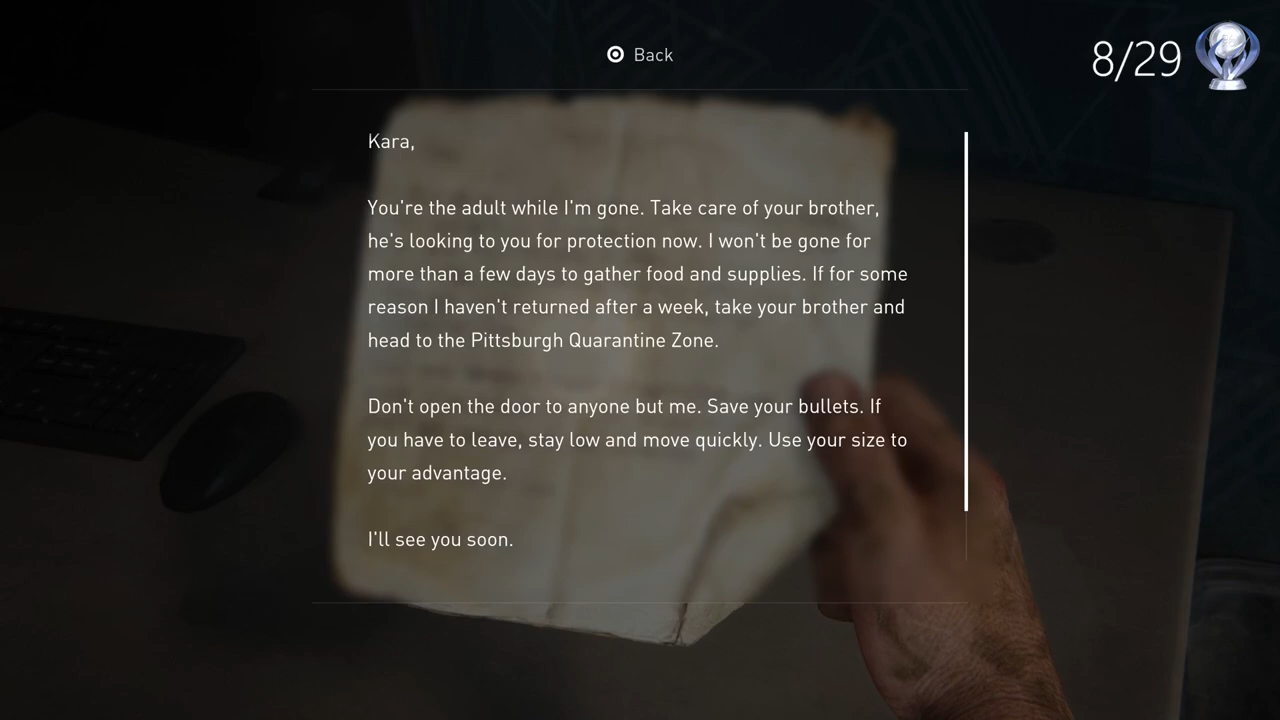 Back
8/29
Kara,
You're the adult while I'm gone. Take care of your brother,
he's looking to you for protection now. I won't be gone for
more than a few days to gather food and supplies. If for some
reason I haven't returned after a week, take your brother and
head to the Pittsburgh Quarantine Zone.
Don't open the door to anyone but me. Save your bullets. If
you have to leave, stay low and move quickly. Use your size to
your advantage.
I'll see you soon.